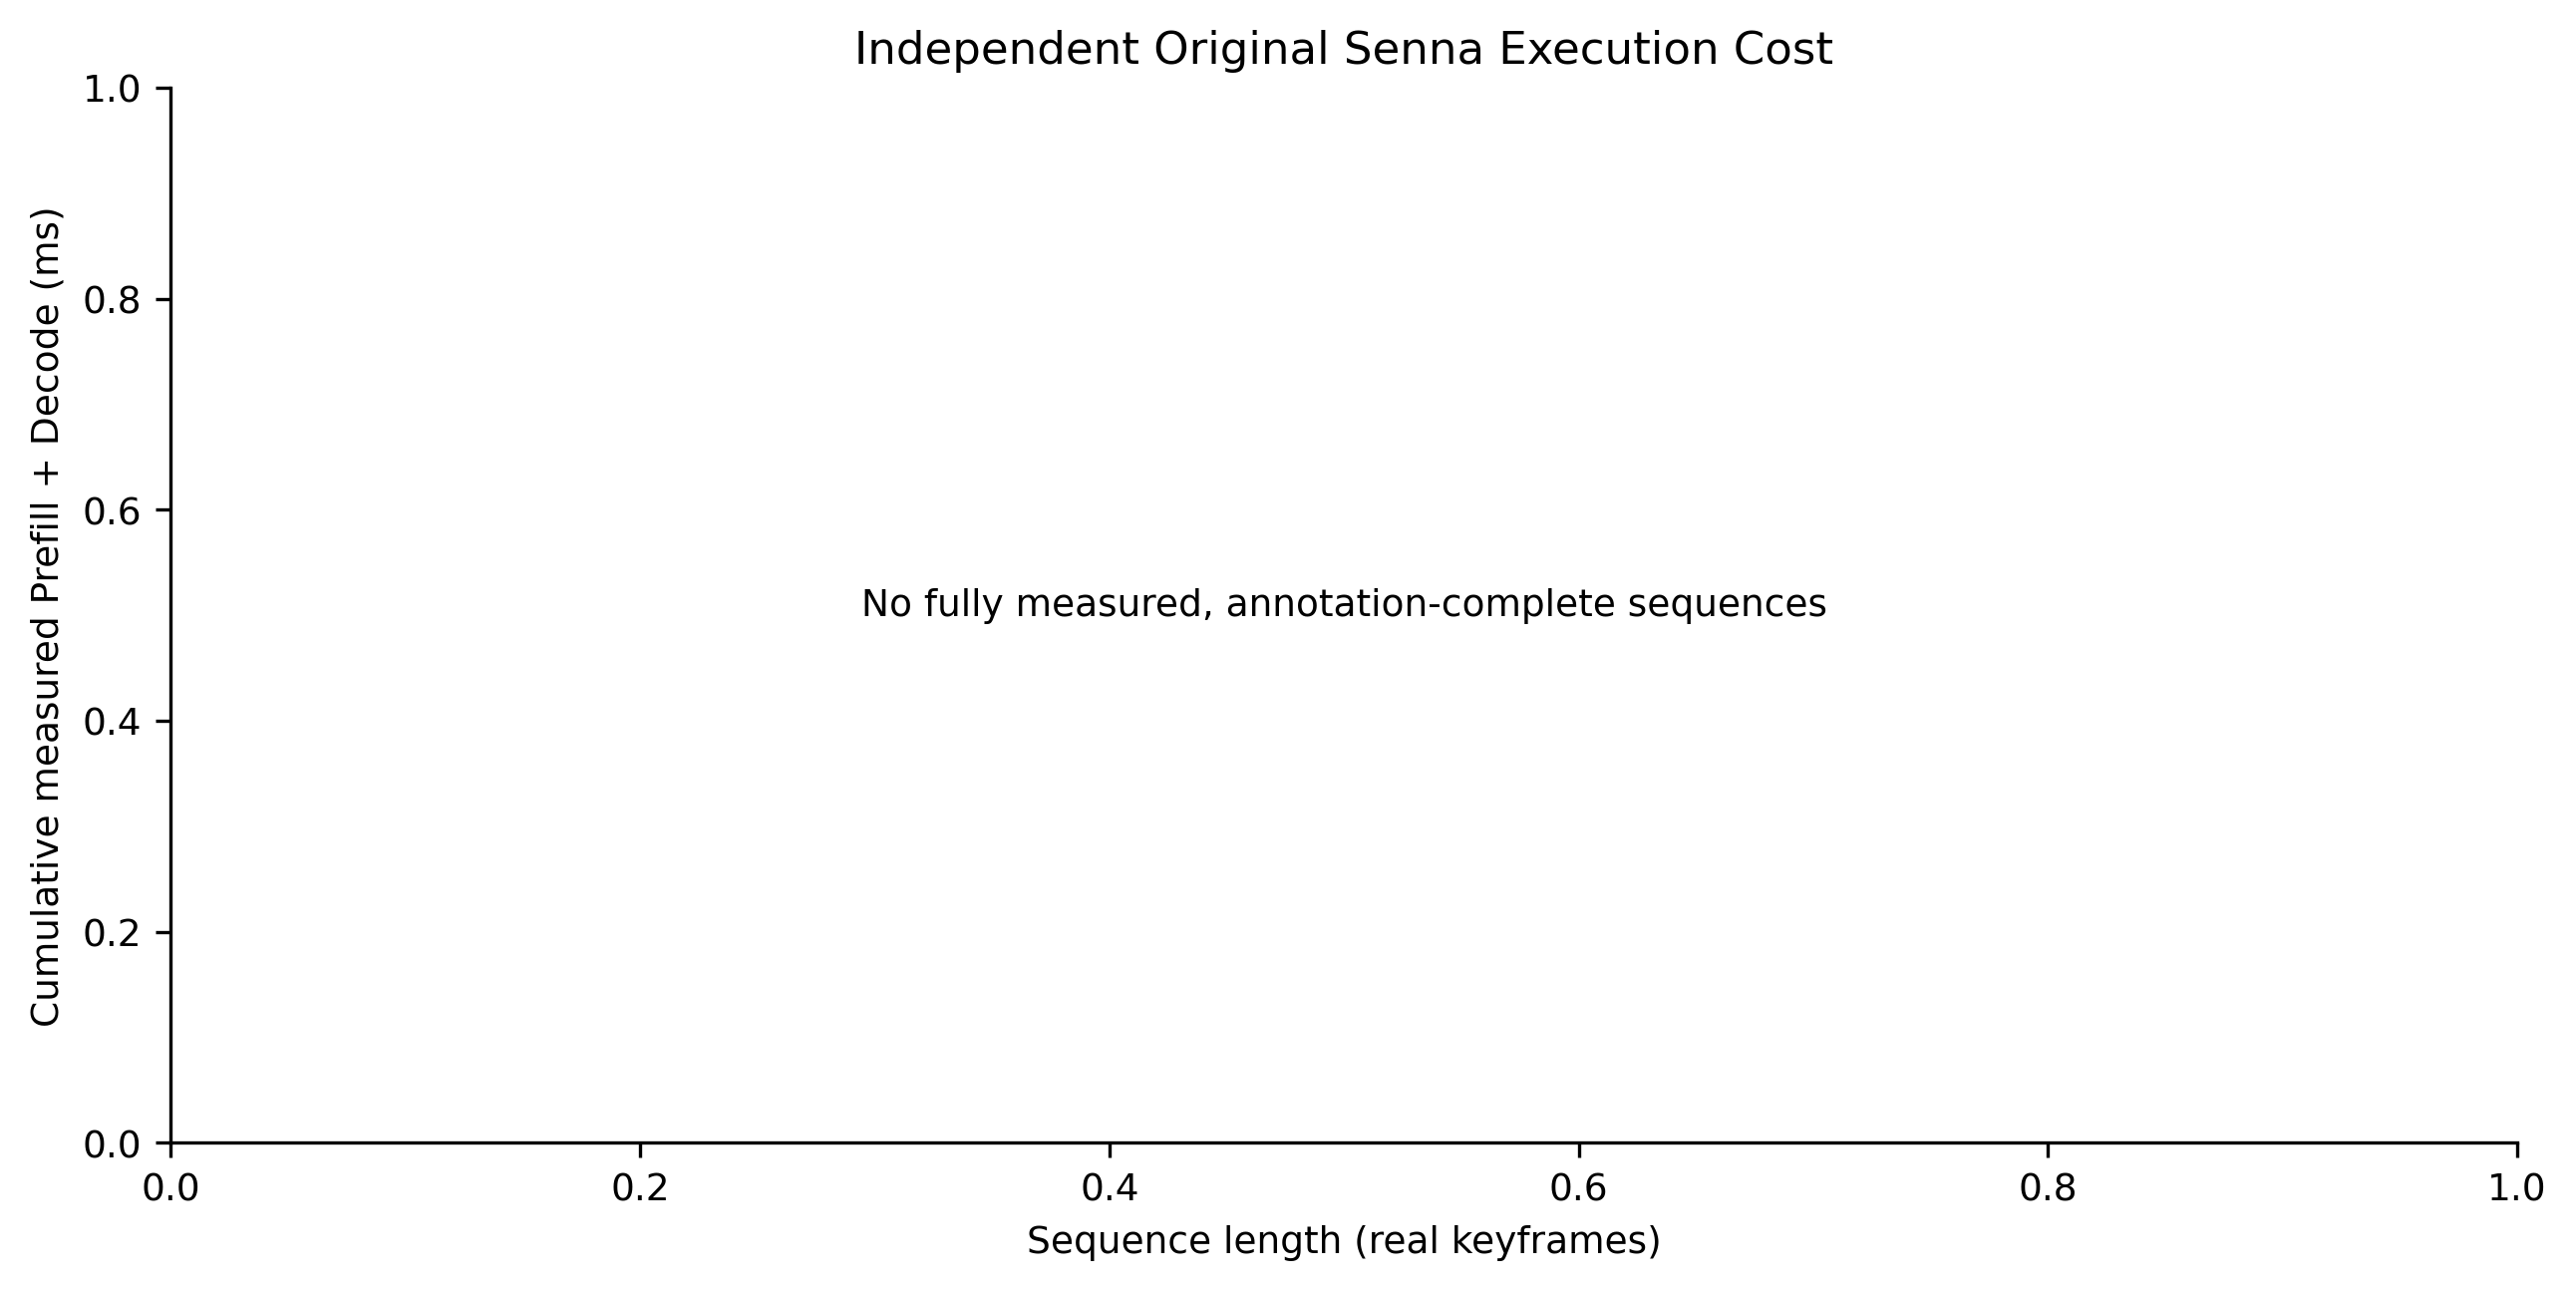 Independent Original Senna Execution Cost
1.0
0.8
0.6
0.4
0.2
0.0
Cumulative measured Prefill + Decode (ms)
No fully measured, annotation-complete sequences
0.0 0.2 0.4 0.6 0.8 1.0
Sequence length (real keyframes)